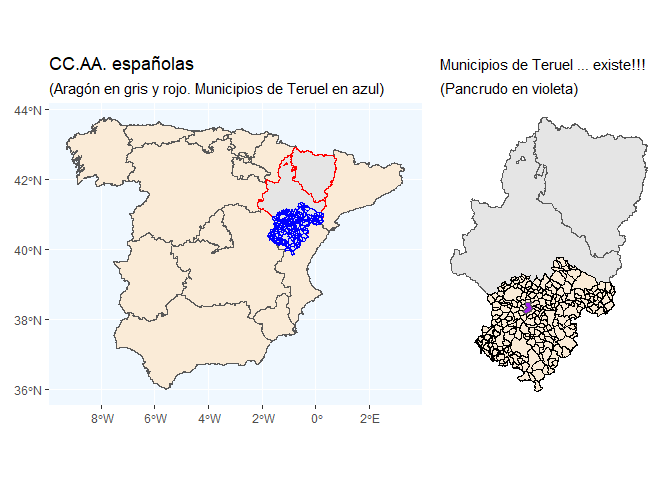 CC.AA. españolas
(Aragón en gris y rojo. Municipios de Teruel en azul)
44°N
42°N
40°N
38°N
36°N
8°W
6°W
4°W
2°W
0°
2°E
Municipios de Teruel ... existe!!!
(Pancrudo en violeta)